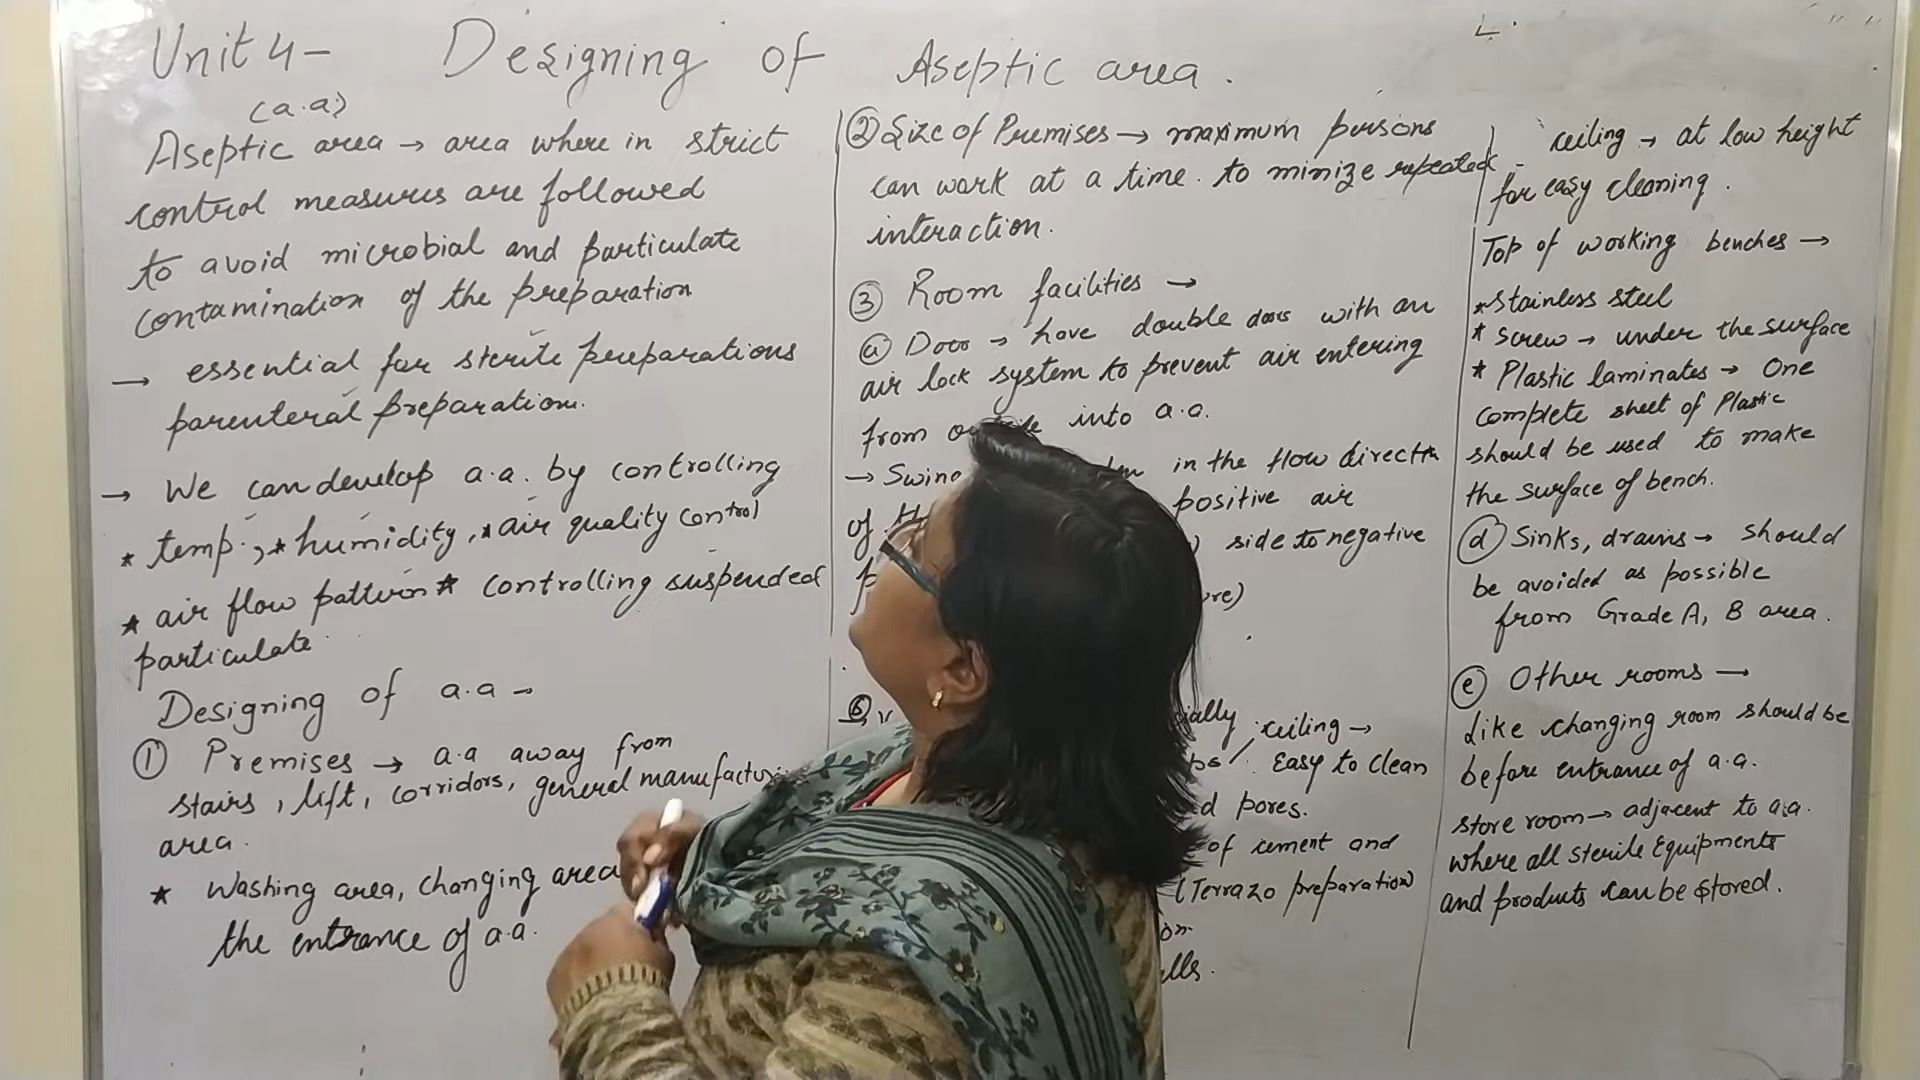 Unit 4- Designing of Aseptic area.
(a.a)
Aseptic area → area where in strict
control measures are followed
to avoid microbial and particulate
contamination of the preparation
→ essential for sterile preparations
parenteral preparation.
→ We can develop a.a. by controlling
* temp., * humidity, * air quality control
* air flow pattern * controlling suspended
particulate.
Designing of a.a →
① Premises → a.a away from
stairs, lift, corridors, general manufacturi
area.
* Washing area, changing area
the entrance of a.a.
② Size of Premises → maximum persons
can work at a time. to minize repeated
interaction.
③ Room facilities →
ⓐ Door → have double doors with an
air lock system to prevent air entering
from into a.a.
→ in the flow directn
of positive air
side to negative
ceiling →
Easy to clean
pores.
of cement and
(Terrazo preparation)
ceiling → at low height
for easy cleaning.
Top of working benches →
* stainless steel
* screw → under the surface
* Plastic laminates → One
complete sheet of Plastic
should be used to make
the surface of bench.
ⓓ Sinks, drains → should
be avoided as possible
from Grade A, B area.
ⓔ Other rooms →
Like changing room should be
before entrance of a.a.
store room → adjacent to a.a.
where all sterile Equipments
and products can be stored.